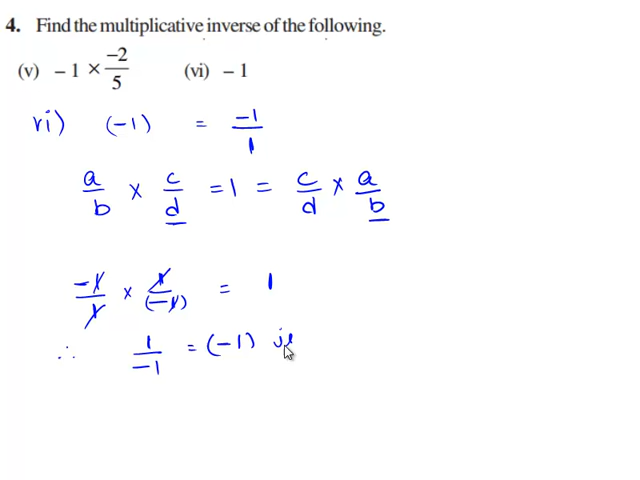 4. Find the multiplicative inverse of the following.
(v) – 1 × -2/5 (vi) – 1
vi) (-1) = -1/1
a/b × c/d = 1 = c/d × a/b
-1/1 × 1/(-1) = 1
∴ 1/-1 = (-1) is